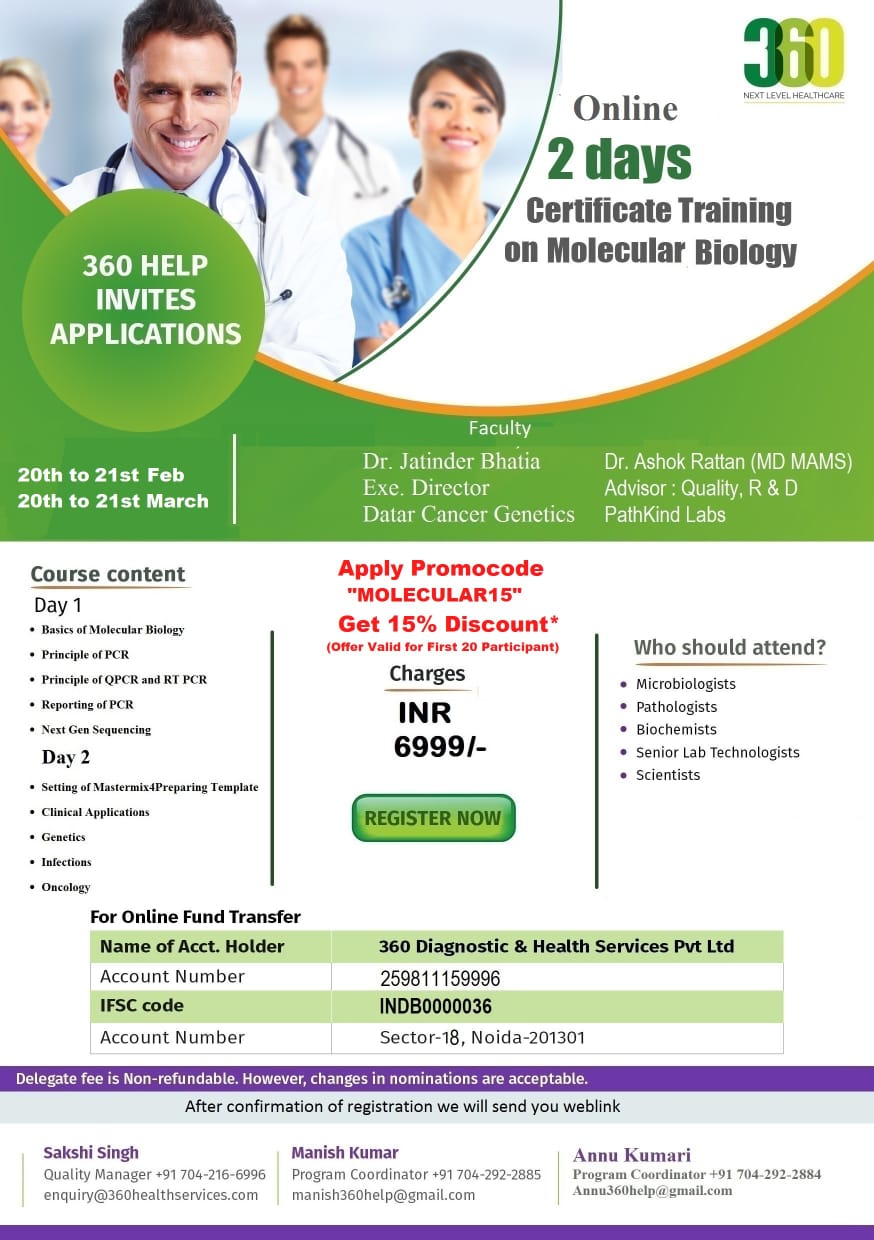 360
NEXT LEVEL HEALTHCARE
Online
2 days
Certificate Training
on Molecular Biology
360 HELP
INVITES
APPLICATIONS
20th to 21st Feb
20th to 21st March
Faculty
Dr. Jatinder Bhatia
Exe. Director
Datar Cancer Genetics
Dr. Ashok Rattan (MD MAMS)
Advisor : Quality, R & D
PathKind Labs
Course content
Day 1
• Basics of Molecular Biology
• Principle of PCR
• Principle of QPCR and RT PCR
• Reporting of PCR
• Next Gen Sequencing
Day 2
• Setting of Mastermix4Preparing Template
• Clinical Applications
• Genetics
• Infections
• Oncology
Apply Promocode
"MOLECULAR15"
Get 15% Discount*
(Offer Valid for First 20 Participant)
Charges
INR
6999/-
REGISTER NOW
Who should attend?
• Microbiologists
• Pathologists
• Biochemists
• Senior Lab Technologists
• Scientists
For Online Fund Transfer
Name of Acct. Holder 360 Diagnostic & Health Services Pvt Ltd
Account Number 259811159996
IFSC code INDB0000036
Account Number Sector-18, Noida-201301
Delegate fee is Non-refundable. However, changes in nominations are acceptable.
After confirmation of registration we will send you weblink
Sakshi Singh
Quality Manager +91 704-216-6996
enquiry@360healthservices.com
Manish Kumar
Program Coordinator +91 704-292-2885
manish360help@gmail.com
Annu Kumari
Program Coordinator +91 704-292-2884
Annu360help@gmail.com